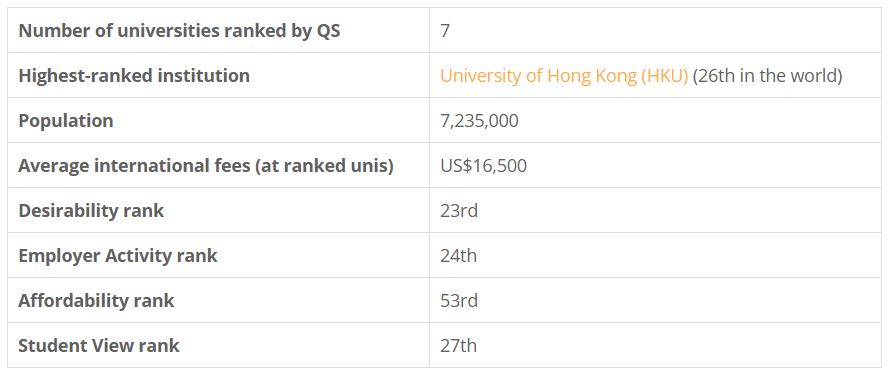 Number of universities ranked by QS 7
Highest-ranked institution University of Hong Kong (HKU) (26th in the world)
Population 7,235,000
Average international fees (at ranked unis) US$16,500
Desirability rank 23rd
Employer Activity rank 24th
Affordability rank 53rd
Student View rank 27th